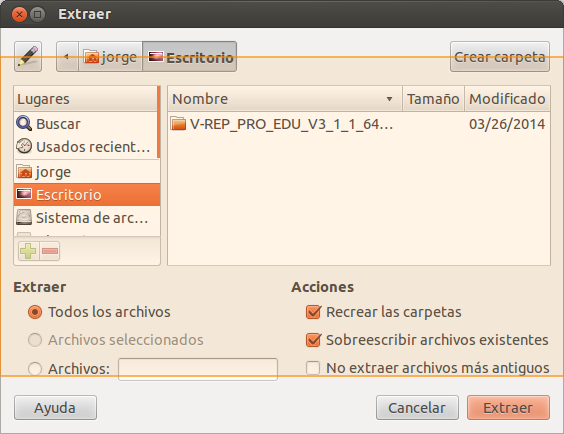 Extraer
jorge
Escritorio
Crear carpeta
Lugares
Nombre
Tamaño
Modificado
Buscar
V-REP_PRO_EDU_V3_1_1_64...
03/26/2014
Usados recient...
jorge
Escritorio
Sistema de arc...
Extraer
Acciones
Todos los archivos
Recrear las carpetas
Archivos seleccionados
Sobreescribir archivos existentes
Archivos:
No extraer archivos más antiguos
Ayuda
Cancelar
Extraer